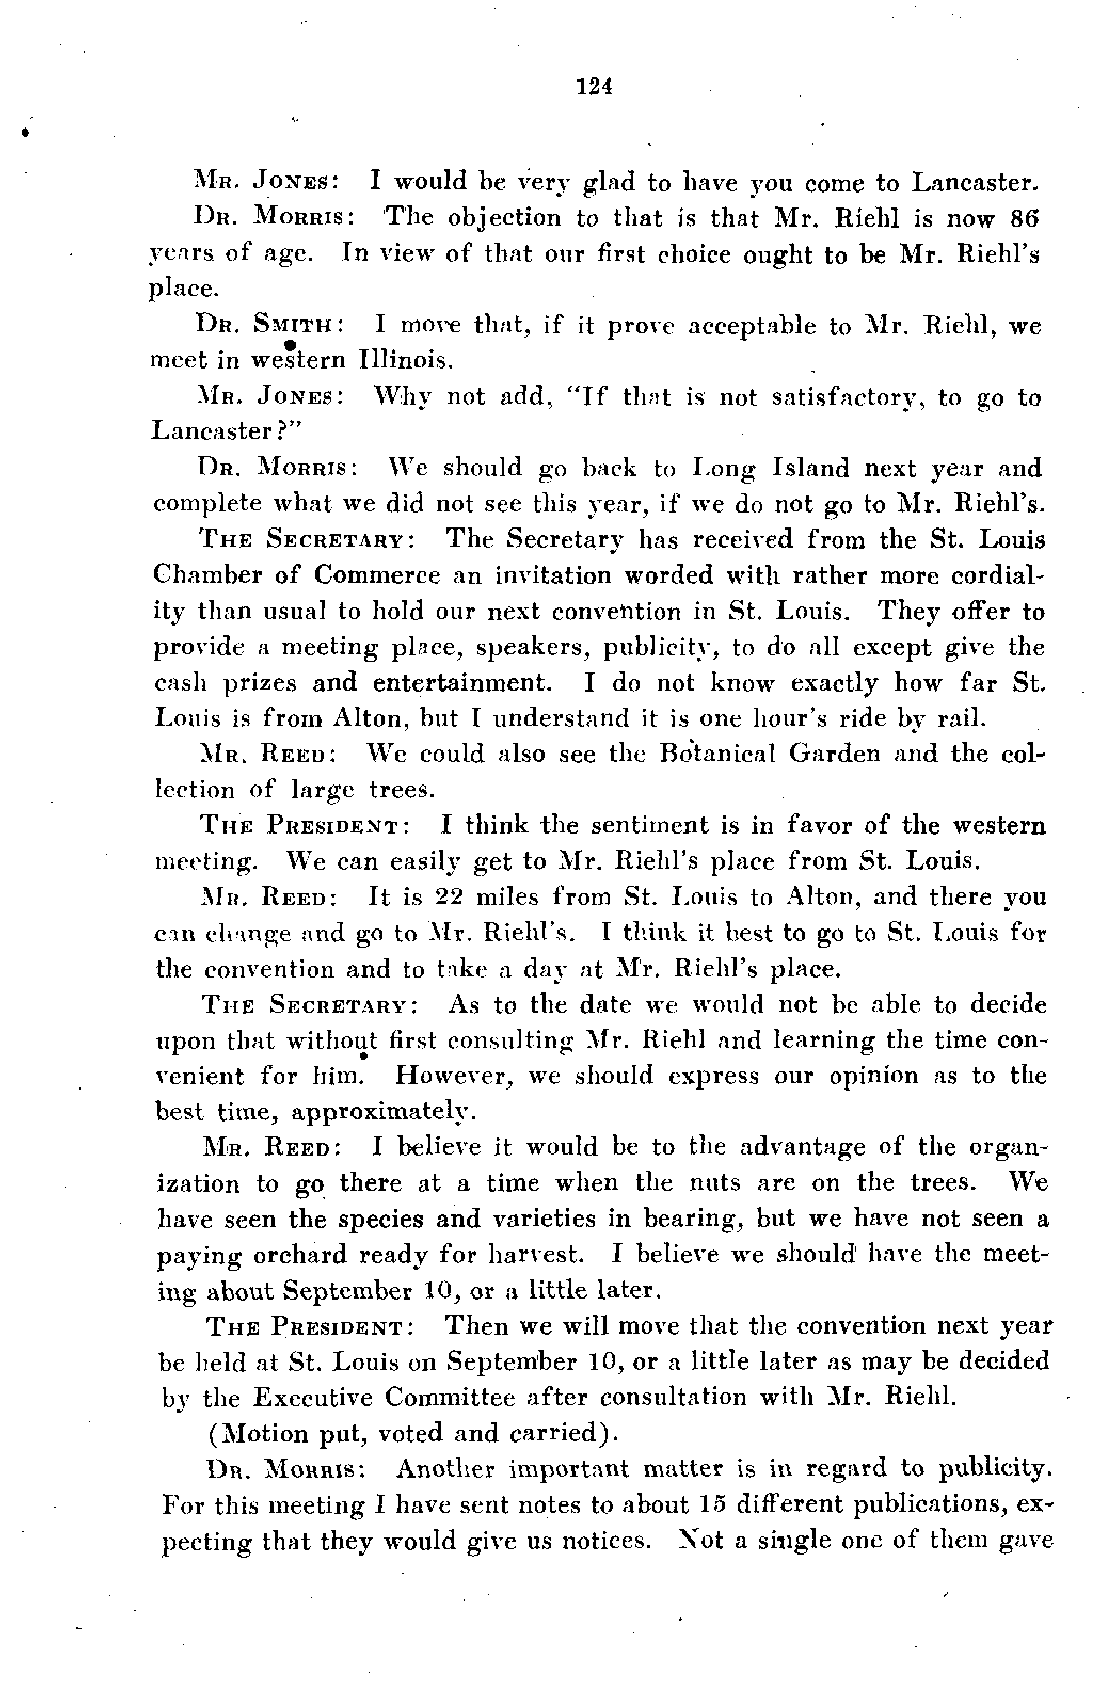 124
MR. JONES: I would be very glad to have you come to Lancaster.
DR. MORRIS: The objection to that is that Mr. Riehl is now 86
years of age. In view of that our first choice ought to be Mr. Riehl's
place.
DR. SMITH: I move that, if it prove acceptable to Mr. Riehl, we
meet in western Illinois.
MR. JONES: Why not add, "If that is not satisfactory, to go to
Lancaster?"
DR. MORRIS: We should go back to Long Island next year and
complete what we did not see this year, if we do not go to Mr. Riehl's.
THE SECRETARY: The Secretary has received from the St. Louis
Chamber of Commerce an invitation worded with rather more cordial-
ity than usual to hold our next convention in St. Louis. They offer to
provide a meeting place, speakers, publicity, to do all except give the
cash prizes and entertainment. I do not know exactly how far St.
Louis is from Alton, but I understand it is one hour's ride by rail.
MR. REED: We could also see the Botanical Garden and the col-
lection of large trees.
THE PRESIDENT: I think the sentiment is in favor of the western
meeting. We can easily get to Mr. Riehl's place from St. Louis.
MR. REED: It is 22 miles from St. Louis to Alton, and there you
can change and go to Mr. Riehl's. I think it best to go to St. Louis for
the convention and to take a day at Mr. Riehl's place.
THE SECRETARY: As to the date we would not be able to decide
upon that without first consulting Mr. Riehl and learning the time con-
venient for him. However, we should express our opinion as to the
best time, approximately.
MR. REED: I believe it would be to the advantage of the organ-
ization to go there at a time when the nuts are on the trees. We
have seen the species and varieties in bearing, but we have not seen a
paying orchard ready for harvest. I believe we should have the meet-
ing about September 10, or a little later.
THE PRESIDENT: Then we will move that the convention next year
be held at St. Louis on September 10, or a little later as may be decided
by the Executive Committee after consultation with Mr. Riehl.
(Motion put, voted and carried).
DR. MORRIS: Another important matter is in regard to publicity.
For this meeting I have sent notes to about 15 different publications, ex-
pecting that they would give us notices. Not a single one of them gave